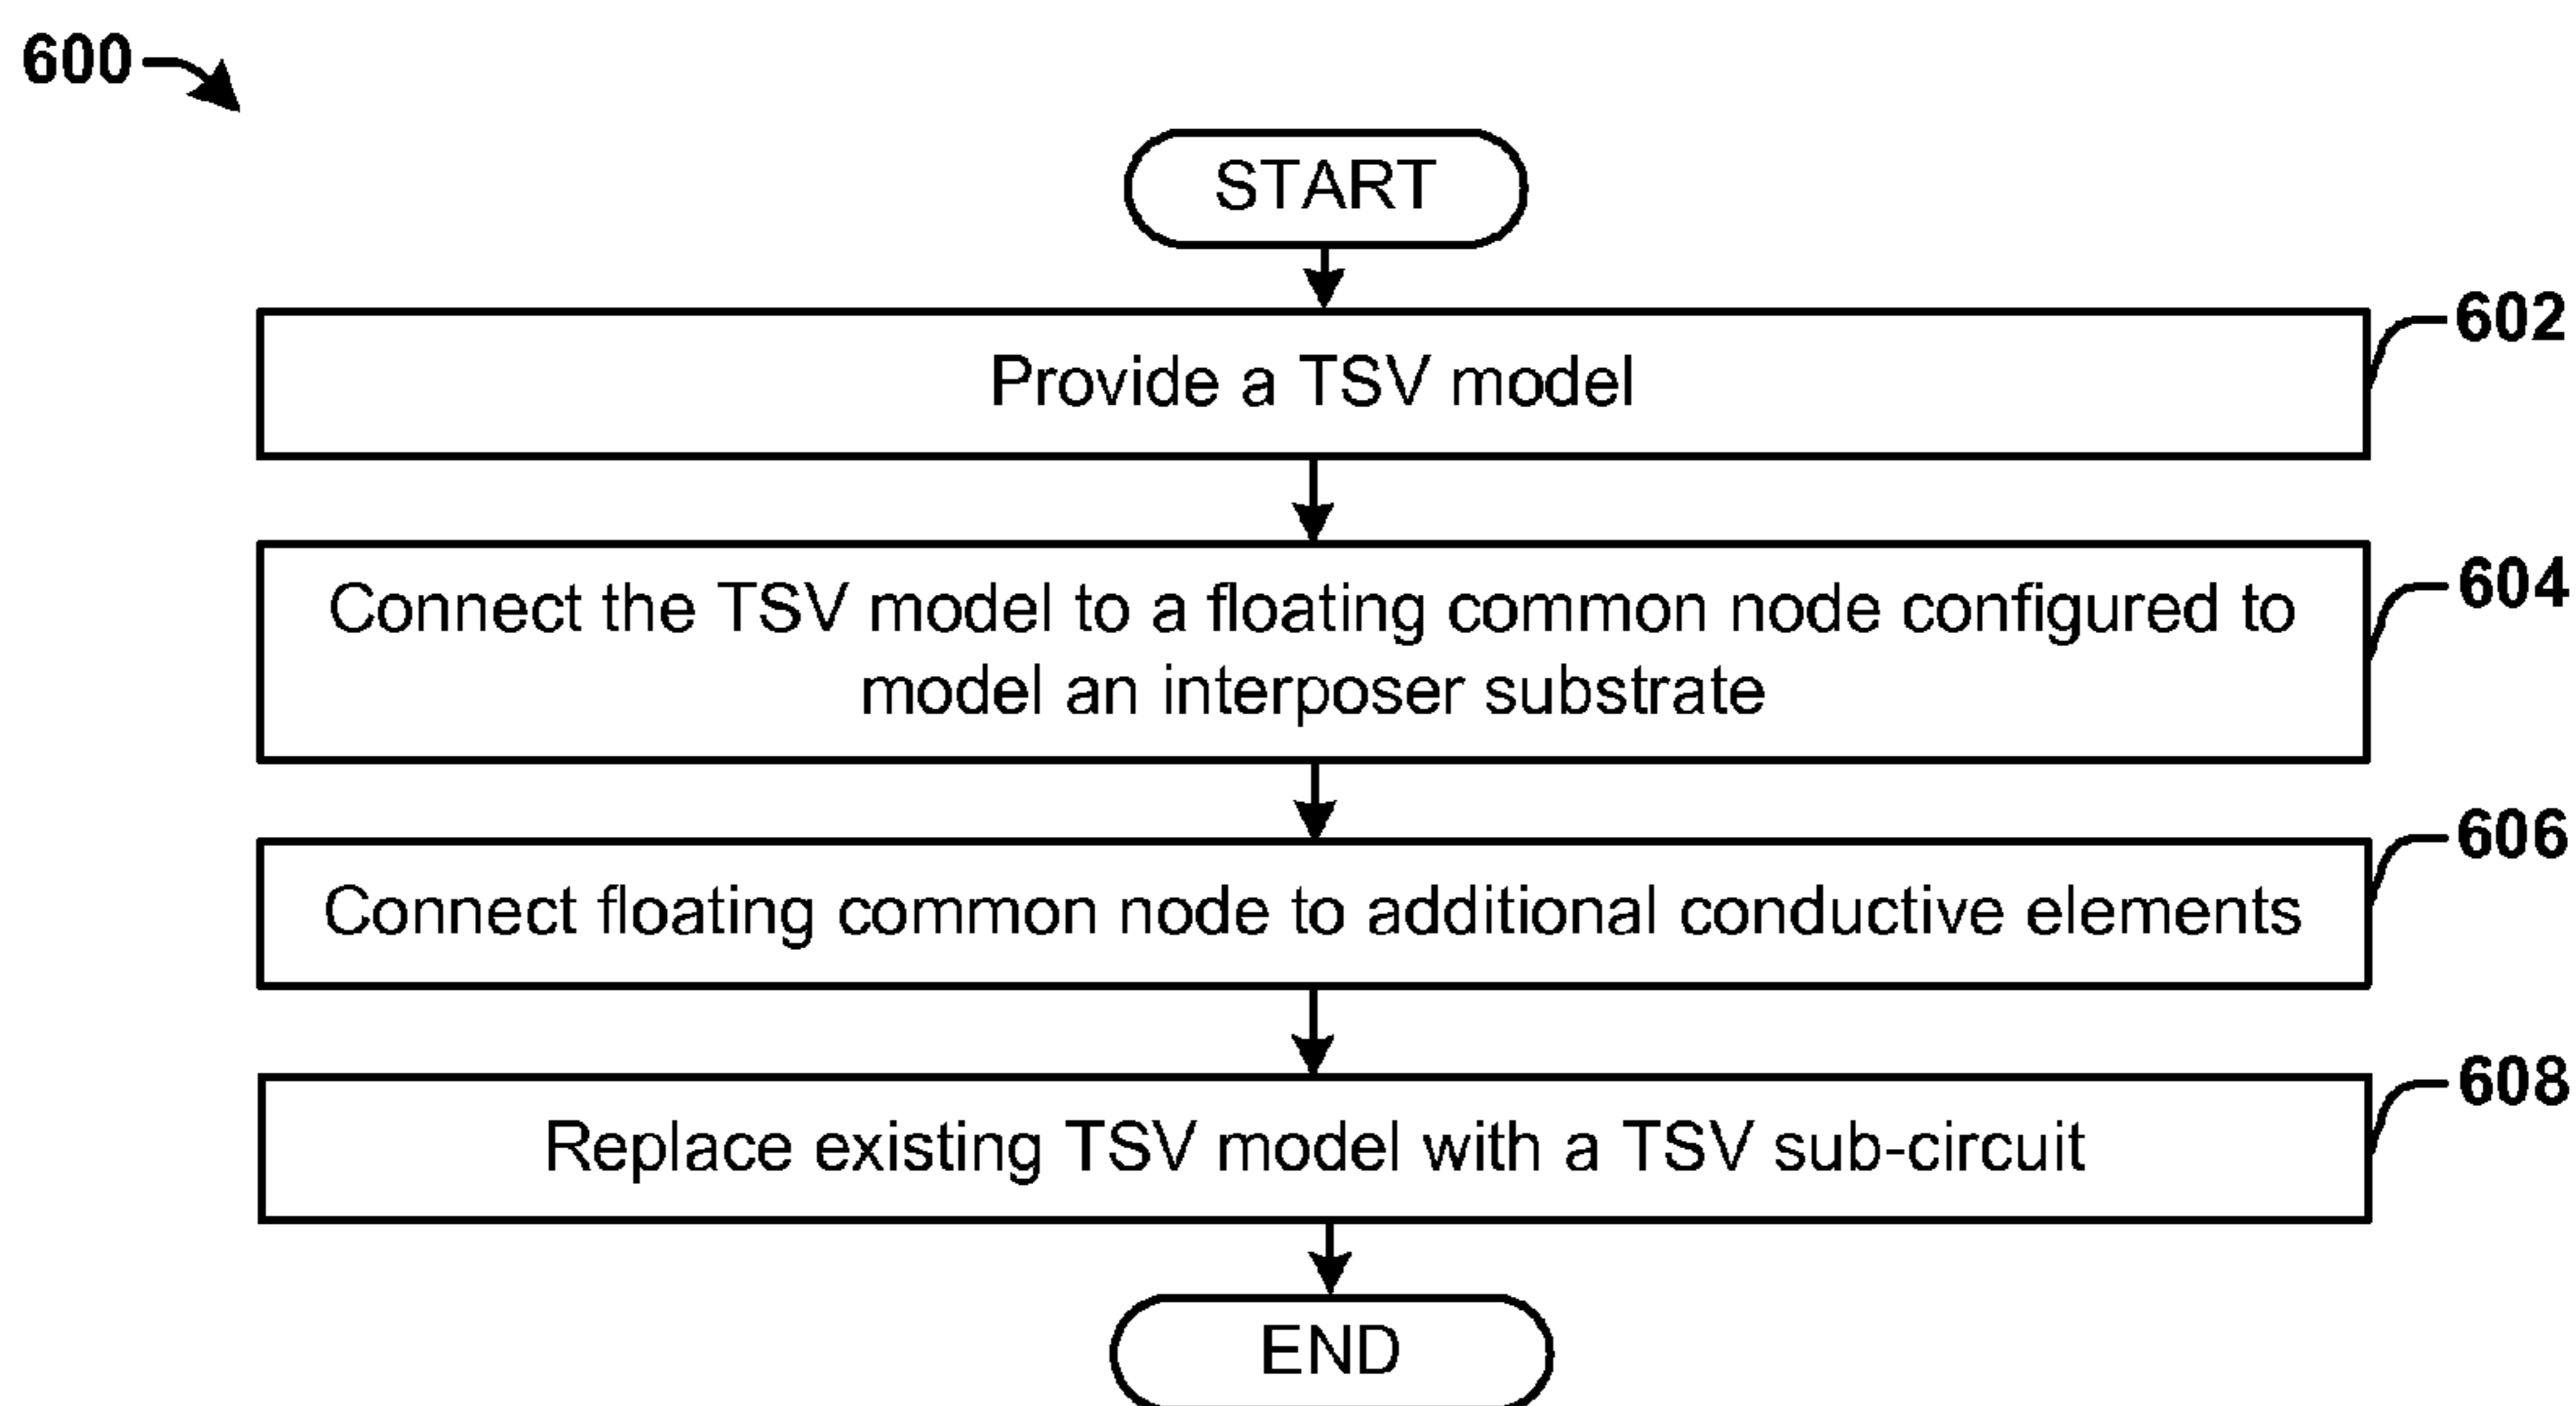 600
START
602
Provide a TSV model
604
Connect the TSV model to a floating common node configured to
model an interposer substrate
606
Connect floating common node to additional conductive elements
608
Replace existing TSV model with a TSV sub-circuit
END